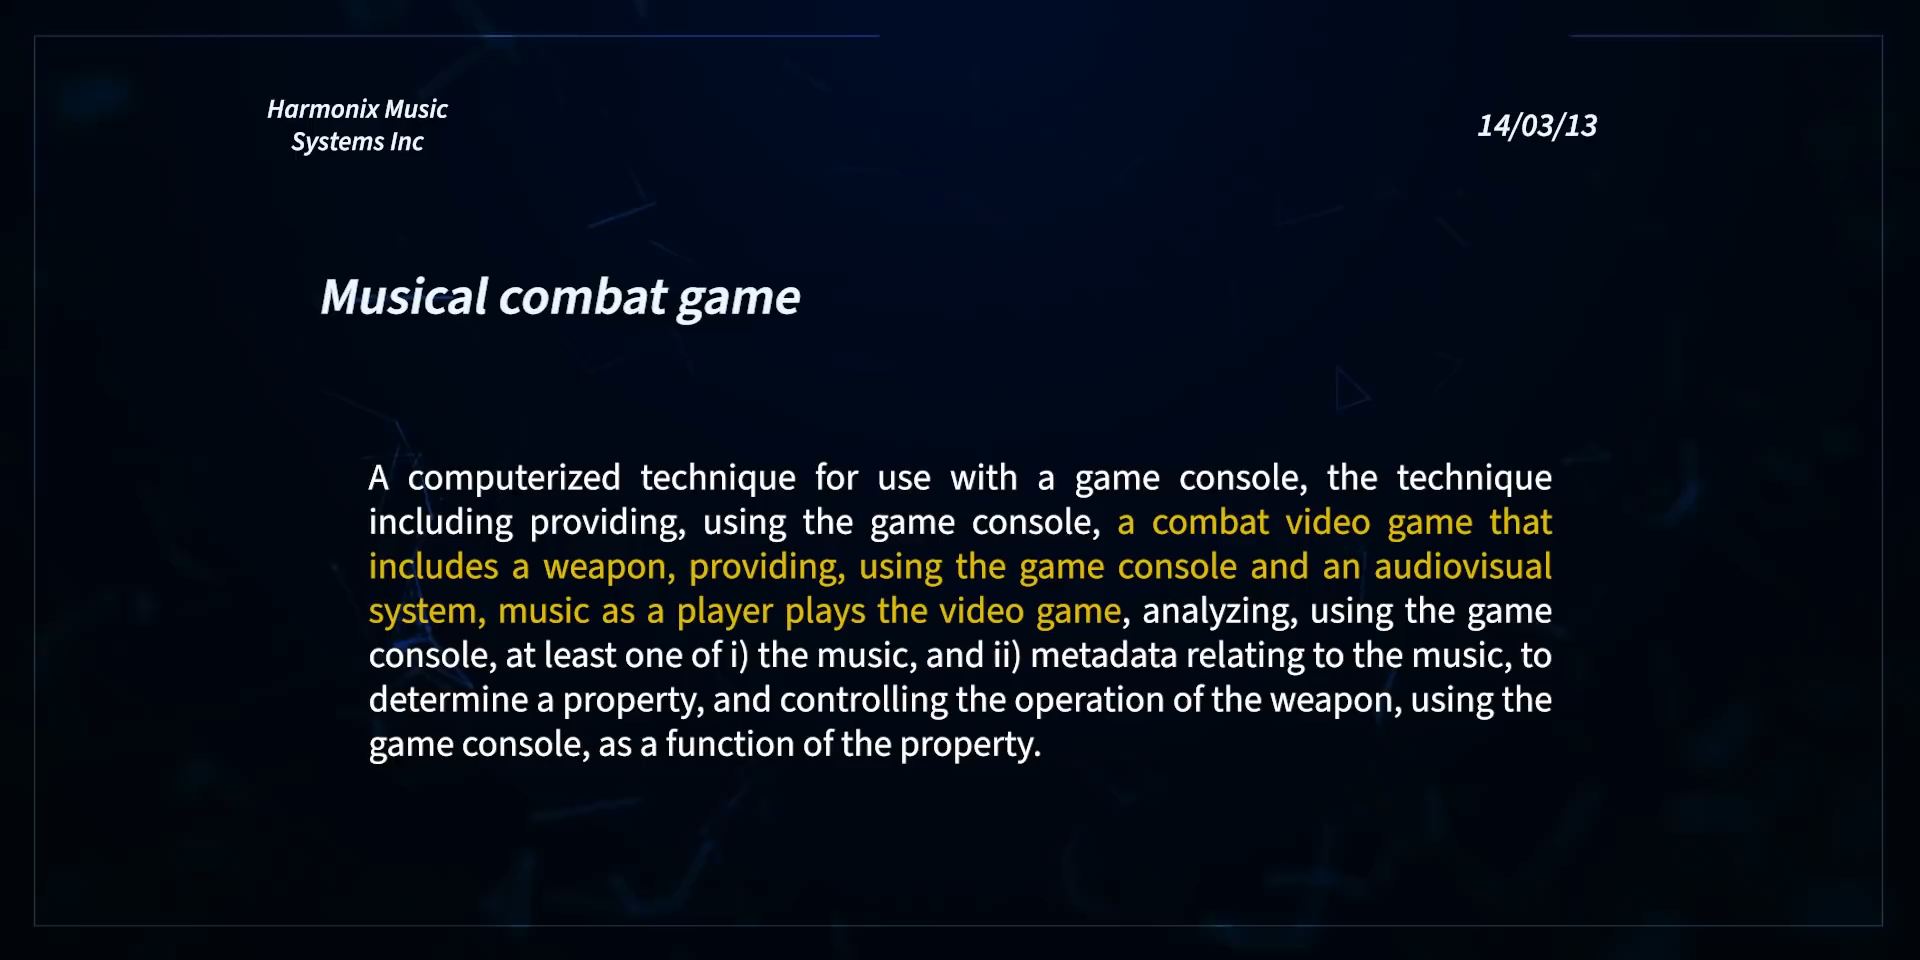 Harmonix Music
Systems Inc
14/03/13
Musical combat game
A computerized technique for use with a game console, the technique
including providing, using the game console, a combat video game that
includes a weapon, providing, using the game console and an audiovisual
system, music as a player plays the video game, analyzing, using the game
console, at least one of i) the music, and ii) metadata relating to the music, to
determine a property, and controlling the operation of the weapon, using the
game console, as a function of the property.